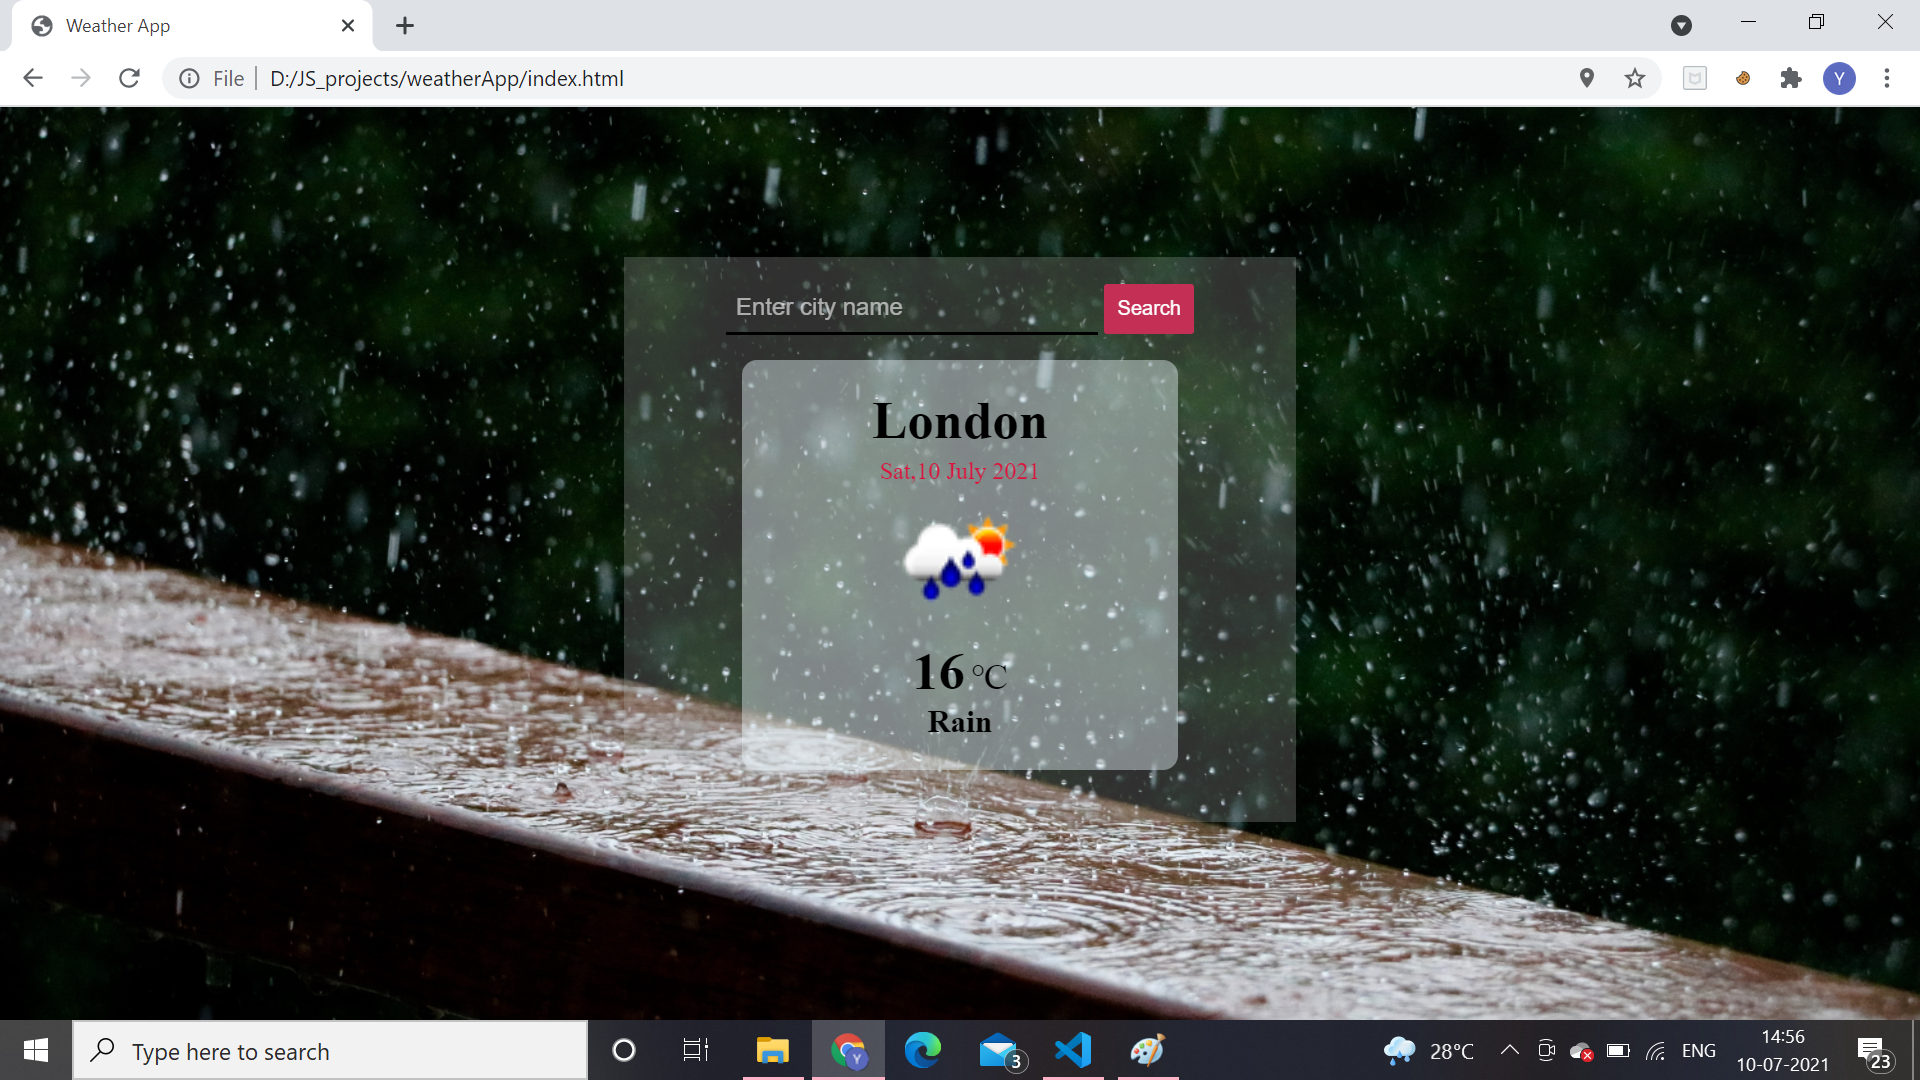 Weather App
File
D:/JS_projects/weatherApp/index.html
Y
Enter city name
Search
London
Sat,10 July 2021
16 °C
Rain
Type here to search
Y
3
28°C
ENG
14:56
10-07-2021
23